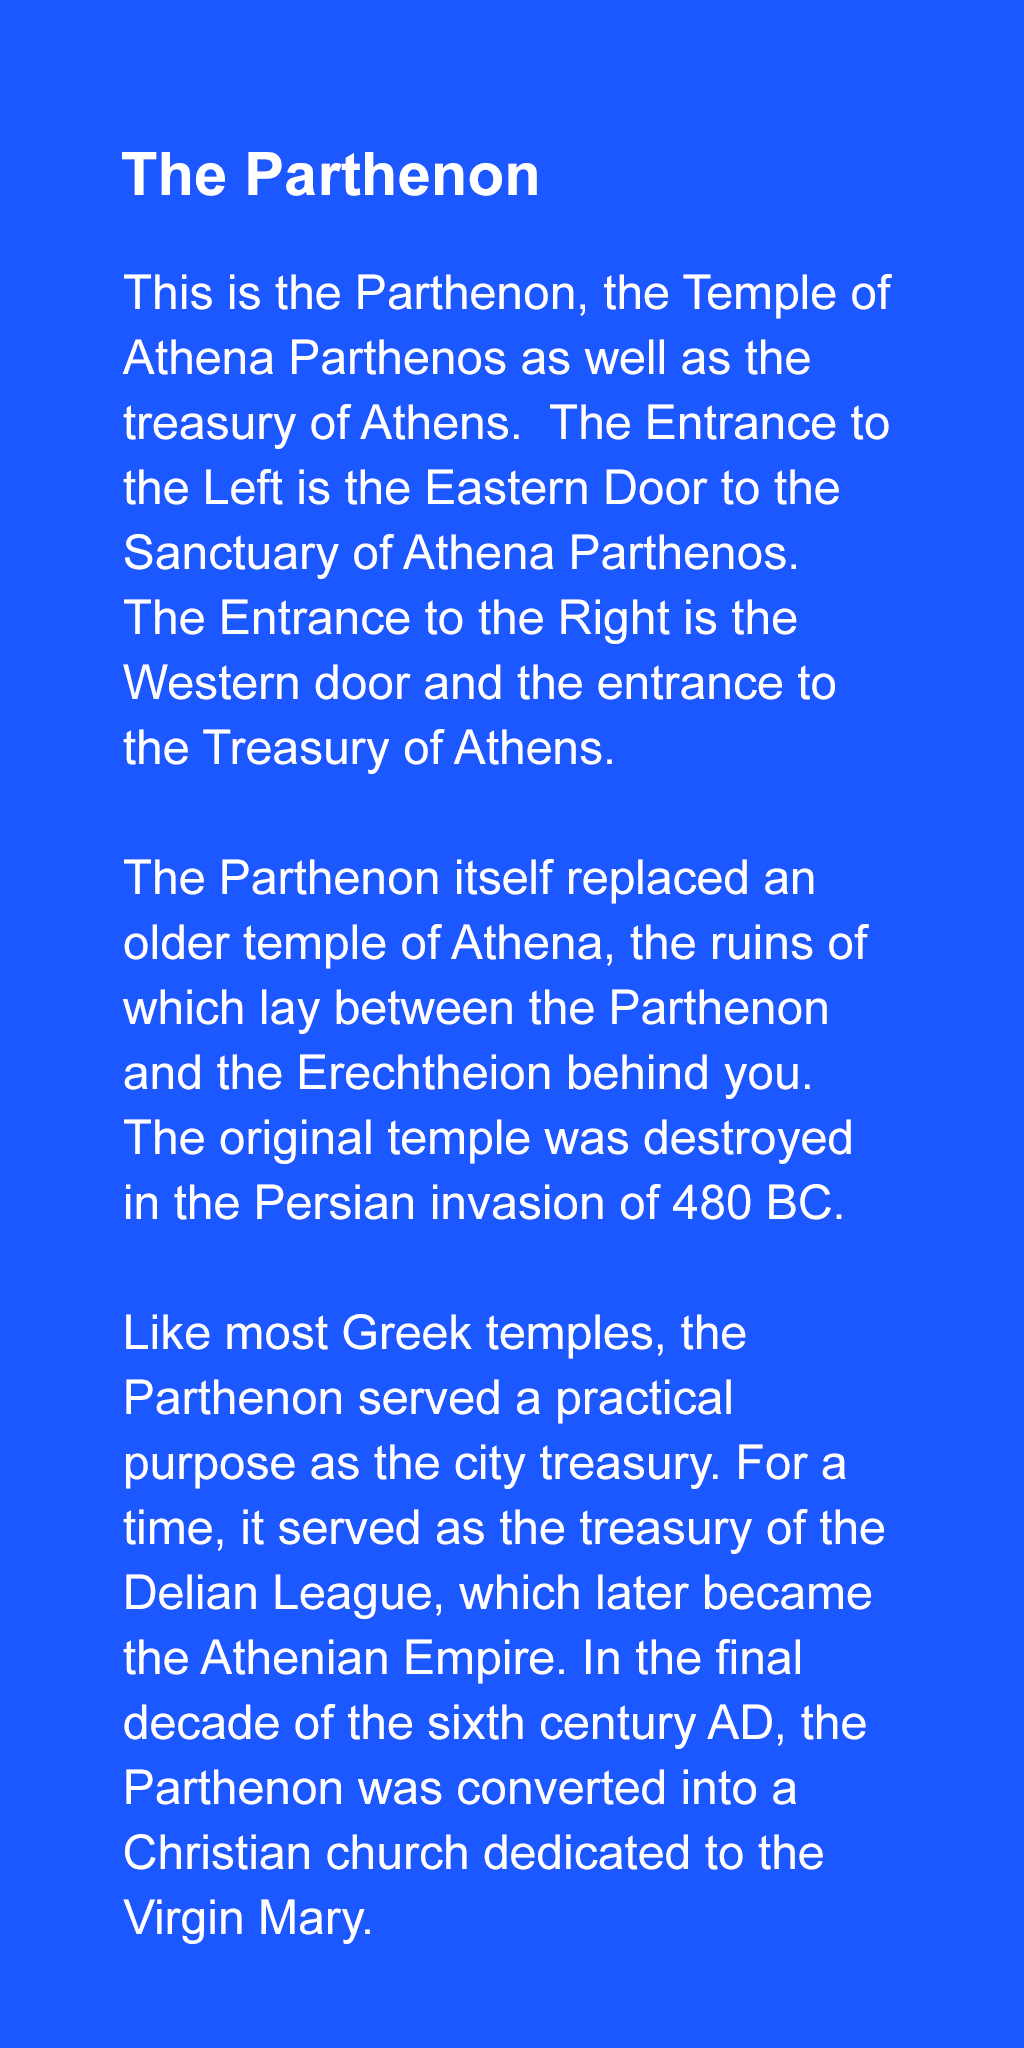 The Parthenon
This is the Parthenon, the Temple of
Athena Parthenos as well as the
treasury of Athens.  The Entrance to
the Left is the Eastern Door to the
Sanctuary of Athena Parthenos.
The Entrance to the Right is the
Western door and the entrance to
the Treasury of Athens.
The Parthenon itself replaced an
older temple of Athena, the ruins of
which lay between the Parthenon
and the Erechtheion behind you.
The original temple was destroyed
in the Persian invasion of 480 BC.
Like most Greek temples, the
Parthenon served a practical
purpose as the city treasury. For a
time, it served as the treasury of the
Delian League, which later became
the Athenian Empire. In the final
decade of the sixth century AD, the
Parthenon was converted into a
Christian church dedicated to the
Virgin Mary.